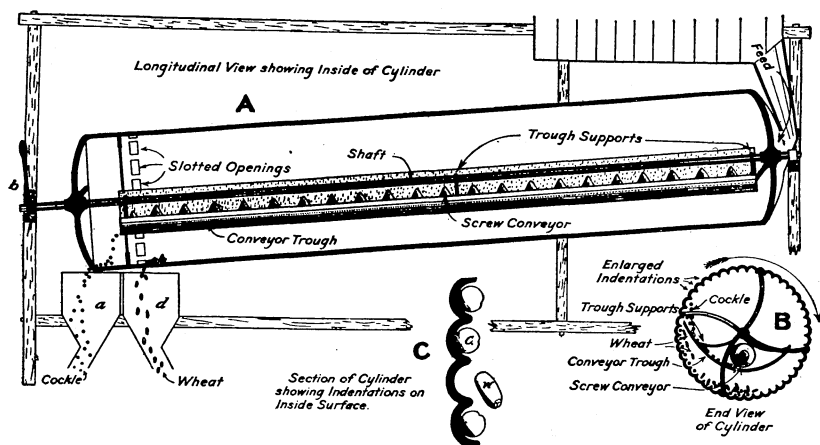 Longitudinal View showing Inside of Cylinder
Feed
A
Trough Supports
Slotted Openings
Shaft
b
Screw Conveyor
Conveyor Trough
a
d
Cockle
Wheat
C
Section of Cylinder
showing Indentations on
Inside Surface.
Enlarged
Indentations
Trough Supports
Cockle
B
Wheat
Conveyor Trough
Screw Conveyor
End View
of Cylinder